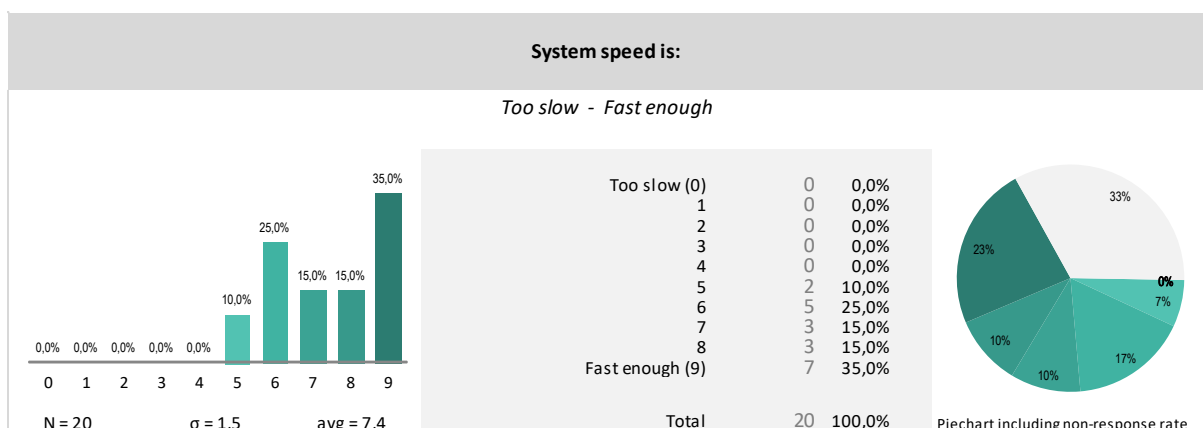 System speed is:
Too slow - Fast enough
0,0% 0,0% 0,0% 0,0% 0,0% 10,0% 25,0% 15,0% 15,0% 35,0%
0 1 2 3 4 5 6 7 8 9
N = 20 σ = 1,5 avg = 7,4
Too slow (0) 0 0,0%
1 0 0,0%
2 0 0,0%
3 0 0,0%
4 0 0,0%
5 2 10,0%
6 5 25,0%
7 3 15,0%
8 3 15,0%
Fast enough (9) 7 35,0%
Total 20 100,0%
33%
23%
0%
7%
10%
17%
10%
Piechart including non-response rate